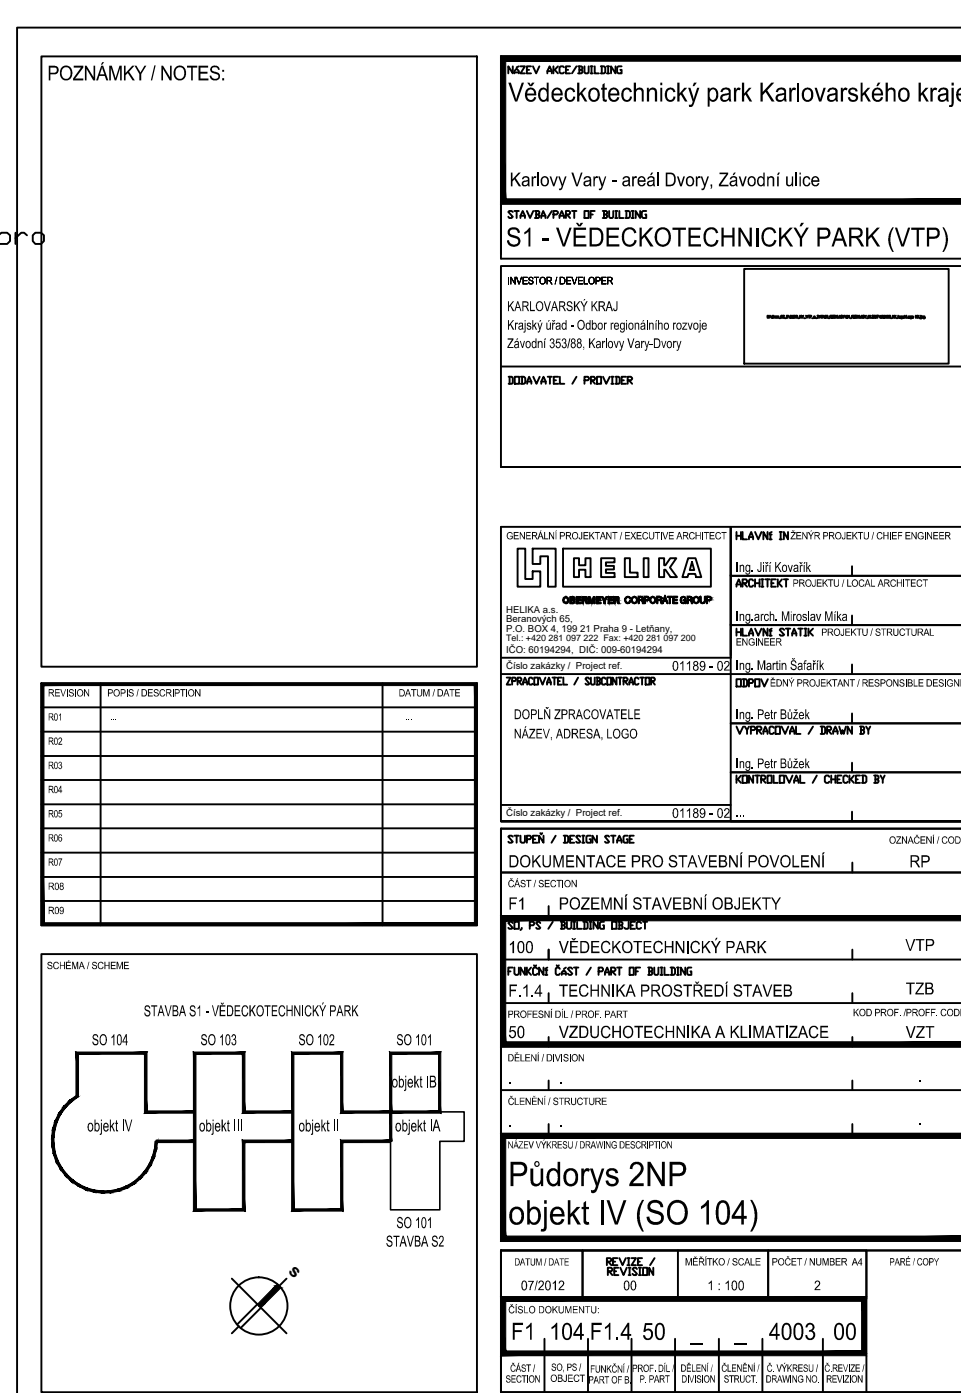 POZNÁMKY / NOTES:
NÁZEV AKCE/BUILDING
Vědeckotechnický park Karlovarského kraje
Karlovy Vary - areál Dvory, Závodní ulice
STAVBA/PART OF BUILDING
S1 - VĚDECKOTECHNICKÝ PARK (VTP)
pro
INVESTOR / DEVELOPER
KARLOVARSKÝ KRAJ
Krajský úřad - Odbor regionálního rozvoje
Závodní 353/88, Karlovy Vary-Dvory
DODAVATEL / PROVIDER
GENERÁLNÍ PROJEKTANT / EXECUTIVE ARCHITECT
HELIKA
OBERMEYER CORPORATE GROUP
HELIKA a.s.
Beranových 65,
P.O. BOX 4, 199 21 Praha 9 - Letňany,
Tel.: +420 281 097 222 Fax: +420 281 097 200
IČO: 60194294, DIČ: 009-60194294
Číslo zakázky / Project ref. 01189 - 02
ZPRACOVATEL / SUBCONTRACTOR
DOPLŇ ZPRACOVATELE
NÁZEV, ADRESA, LOGO
Číslo zakázky / Project ref. 01189 - 02
HLAVNÍ INŽENÝR PROJEKTU / CHIEF ENGINEER
Ing. Jiří Kovařík
ARCHITEKT PROJEKTU / LOCAL ARCHITECT
Ing.arch. Miroslav Míka
HLAVNÍ STATIK PROJEKTU / STRUCTURAL
ENGINEER
Ing. Martin Šafařík
ODPOVĚDNÝ PROJEKTANT / RESPONSIBLE DESIGN
Ing. Petr Bůžek
VYPRACOVAL / DRAWN BY
Ing. Petr Bůžek
KONTROLOVAL / CHECKED BY
...
REVISION POPIS / DESCRIPTION DATUM / DATE
R01 ... ...
R02
R03
R04
R05
R06
R07
R08
R09
STUPEŇ / DESIGN STAGE OZNAČENÍ / COD
DOKUMENTACE PRO STAVEBNÍ POVOLENÍ RP
ČÁST / SECTION
F1 POZEMNÍ STAVEBNÍ OBJEKTY
SO, PS / BUILDING OBJECT
100 VĚDECKOTECHNICKÝ PARK VTP
FUNKČNÍ ČÁST / PART OF BUILDING
F.1.4 TECHNIKA PROSTŘEDÍ STAVEB TZB
PROFESNÍ DÍL / PROF. PART KOD PROF. /PROFF. CODE
50 VZDUCHOTECHNIKA A KLIMATIZACE VZT
DĚLENÍ / DIVISION
. . .
ČLENĚNÍ / STRUCTURE
. . .
NÁZEV VÝKRESU / DRAWING DESCRIPTION
Půdorys 2NP
objekt IV (SO 104)
SCHÉMA / SCHEME
STAVBA S1 - VĚDECKOTECHNICKÝ PARK
SO 104 SO 103 SO 102 SO 101
objekt IB
objekt IV objekt III objekt II objekt IA
SO 101
STAVBA S2
S
DATUM / DATE REVIZE / REVISION MĚŘÍTKO / SCALE POČET / NUMBER A4 PARÉ / COPY
07/2012 00 1 : 100 2
ČÍSLO DOKUMENTU:
F1 104 F1.4 50 _ _ 4003 00
ČÁST / SO, PS / FUNKČNÍ / PROF. DÍL / DĚLENÍ / ČLENĚNÍ / Č. VÝKRESU / Č.REVIZE /
SECTION OBJECT PART OF B. P. PART DIVISION STRUCT. DRAWING NO. REVIZION